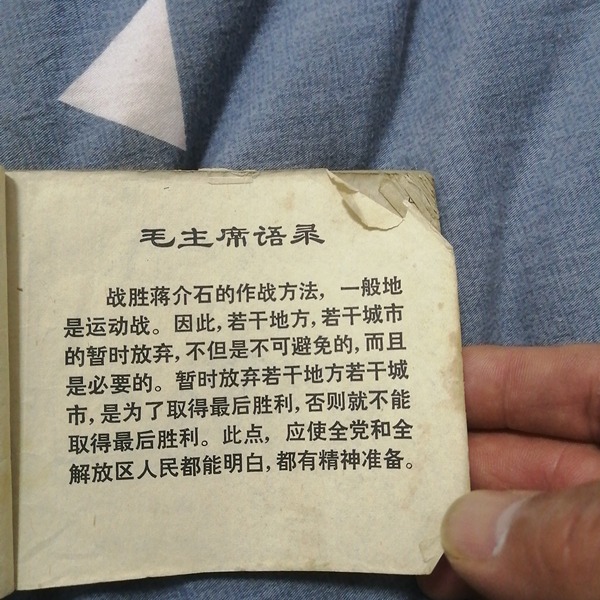 毛主席语录
战胜蒋介石的作战方法，一般地
是运动战。因此，若干地方，若干城市
的暂时放弃，不但是不可避免的，而且
是必要的。暂时放弃若干地方若干城
市，是为了取得最后胜利，否则就不能
取得最后胜利。此点，应使全党和全
解放区人民都能明白，都有精神准备。